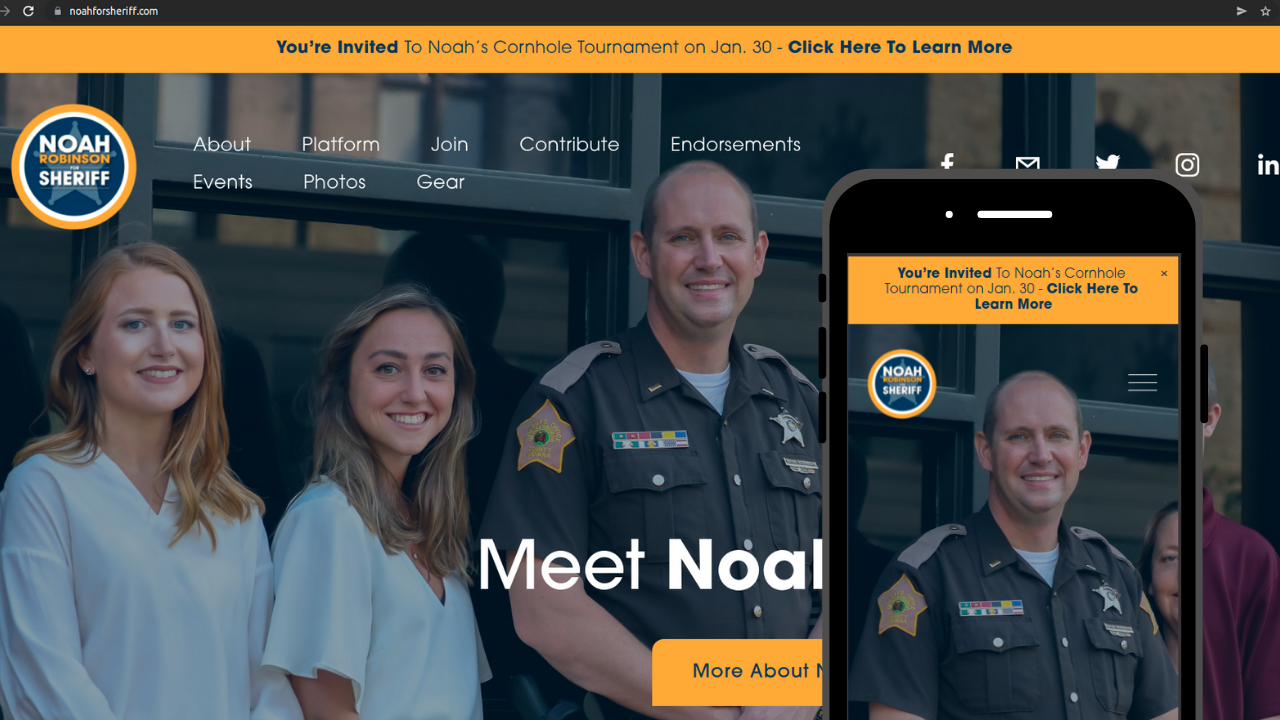 noahforsheriff.com
You're Invited To Noah's Cornhole Tournament on Jan. 30 - Click Here To Learn More
NOAH
ROBINSON
FOR
SHERIFF
About Platform Join Contribute Endorsements
Events Photos Gear
Meet Noa
More About
You're Invited To Noah's Cornhole
Tournament on Jan. 30 - Click Here To
Learn More
NOAH
ROBINSON
SHERIFF